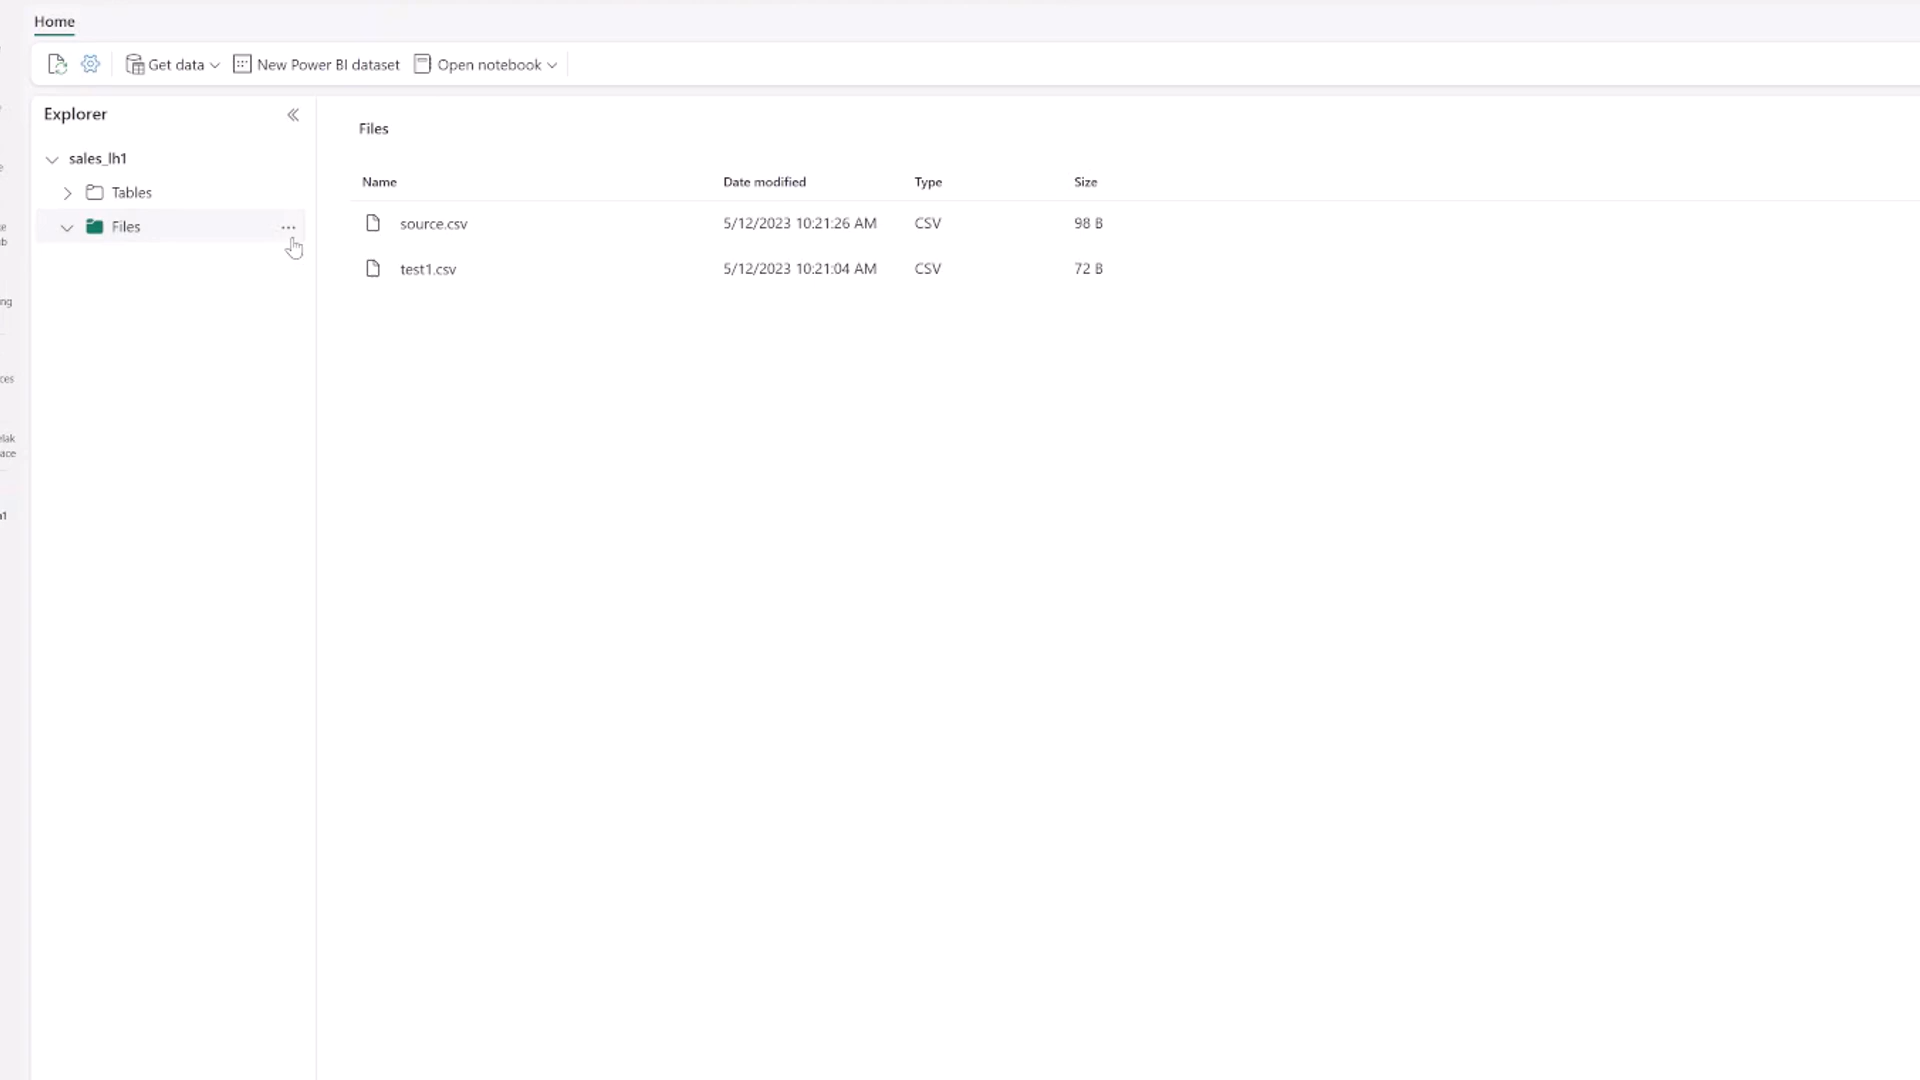 Home
Get data
New Power BI dataset
Open notebook
Explorer
sales_lh1
Tables
Files
...
Files
Name Date modified Type Size
source.csv 5/12/2023 10:21:26 AM CSV 98 B
test1.csv 5/12/2023 10:21:04 AM CSV 72 B